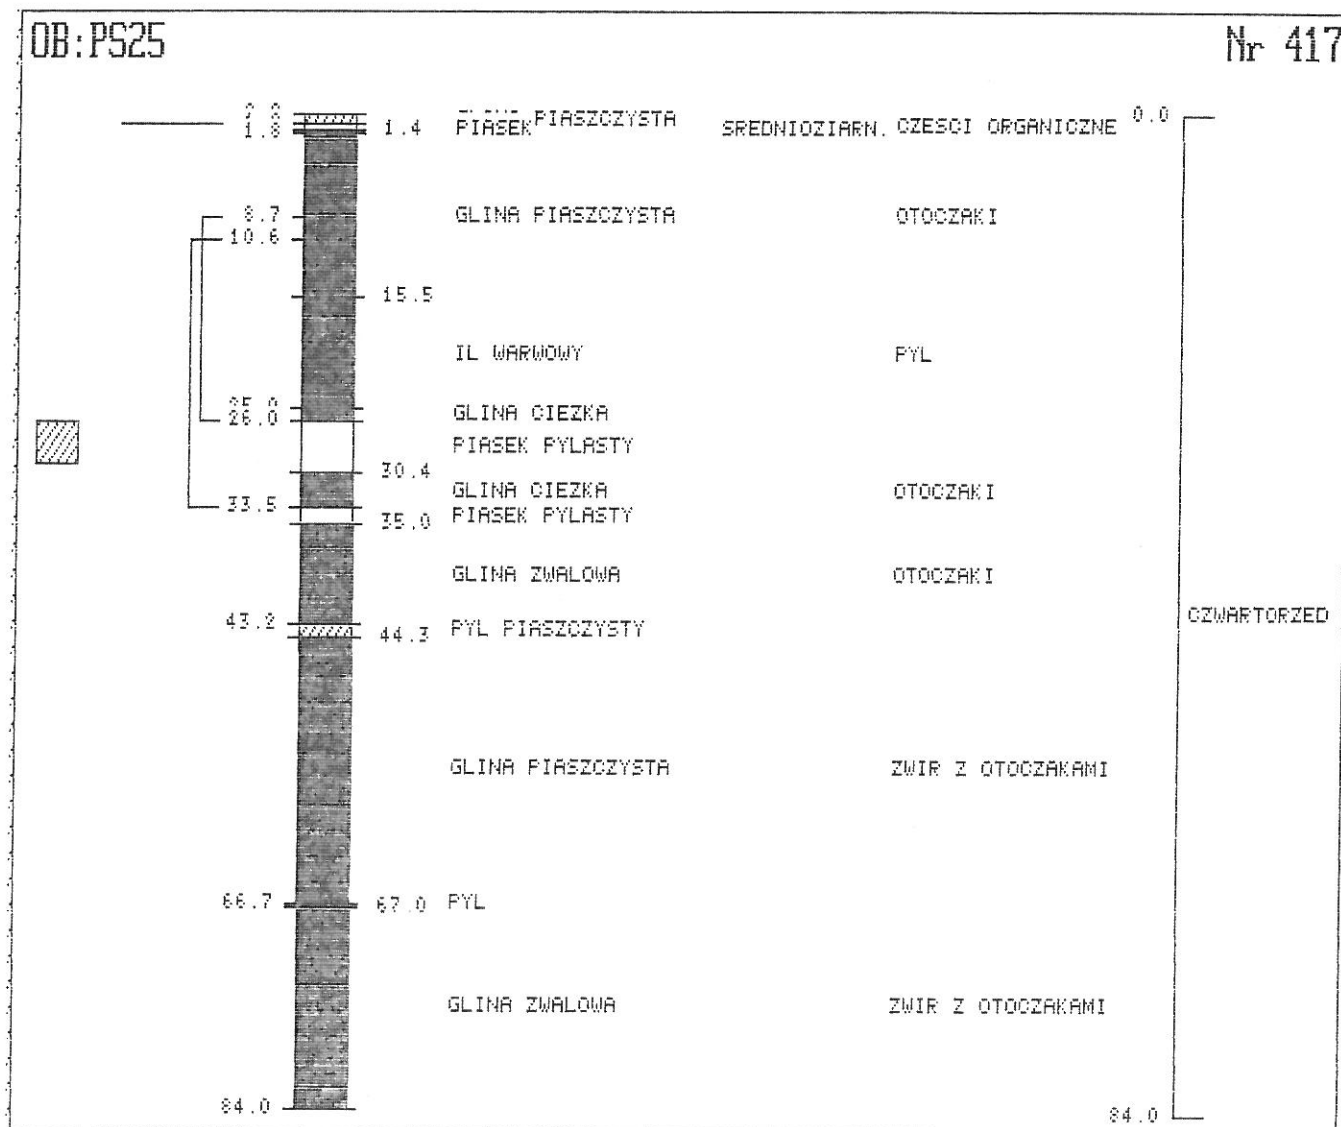 OB:PS25 Nr 417
PIASZCZYSTA 0.0
1.8 1.4 PIASEK SREDNIOZIARN. CZESCI ORGANICZNE
8.7 GLINA PIASZCZYSTA OTOCZAKI
10.6
15.5
IL WARWOWY PYL
GLINA CIEZKA
26.0
PIASEK PYLASTY
30.4
GLINA CIEZKA OTOCZAKI
33.5 PIASEK PYLASTY
35.0
GLINA ZWALOWA OTOCZAKI
43.2 CZWARTORZED
44.3 PYL PIASZCZYSTY
GLINA PIASZCZYSTA ZWIR Z OTOCZAKAMI
66.7 67.0 PYL
GLINA ZWALOWA ZWIR Z OTOCZAKAMI
84.0 84.0